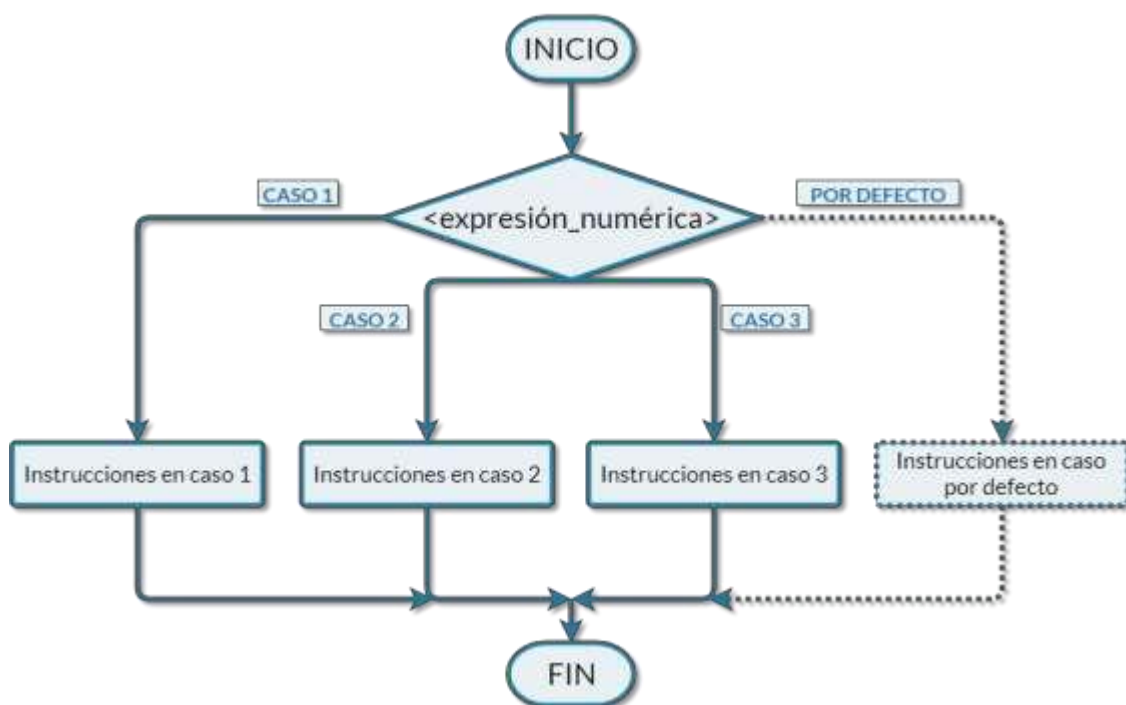 INICIO
CASO 1
POR DEFECTO
<expresión_numérica>
CASO 2
CASO 3
Instrucciones en caso 1
Instrucciones en caso 2
Instrucciones en caso 3
Instrucciones en caso
por defecto
FIN